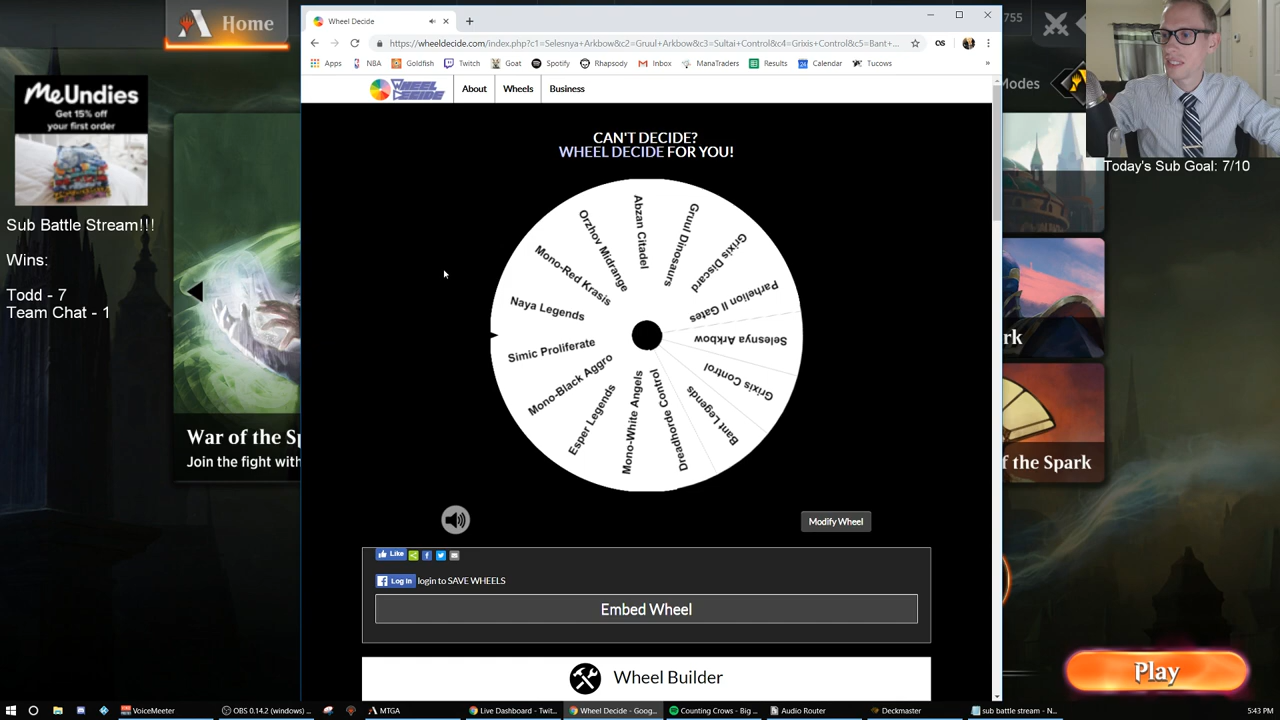 Home
Wheel Decide
755
https://wheeldecide.com/index.php?c1=Selesnya+Arkbow&c2=Gruul+Arkbow&c3=Sultai+Control&c4=Grixis+Control&c5=Bant+...
Apps
NBA
Goldfish
Twitch
Goat
Spotify
Rhapsody
Inbox
ManaTraders
Results
Calendar
Tucows
»
WHEEL DECIDE
About
Wheels
Business
Modes
MeUndies
Get 15% off
your first order
CAN'T DECIDE?
WHEEL DECIDE FOR YOU!
Today's Sub Goal: 7/10
Sub Battle Stream!!!
Wins:
Todd - 7
Team Chat - 1
Abzan Citadel
Gruul Dinosaurs
Grixis Discard
Parhelion II Gates
Selesnya Arkbow
Grixis Control
Bant Legends
Dreadhorde Control
Mono-White Angels
Esper Legends
Mono-Black Aggro
Simic Proliferate
Naya Legends
Mono-Red Krasis
Orzhov Midrange
rk
War of the Sp
Join the fight with
f the Spark
Modify Wheel
Like
Log In login to SAVE WHEELS
Embed Wheel
Wheel Builder
Play
VoiceMeeter
OBS 0.14.2 (windows) ...
MTGA
Live Dashboard - Twit...
Wheel Decide - Goog...
Counting Crows - Big ...
Audio Router
Deckmaster
sub battle stream - N...
5:43 PM